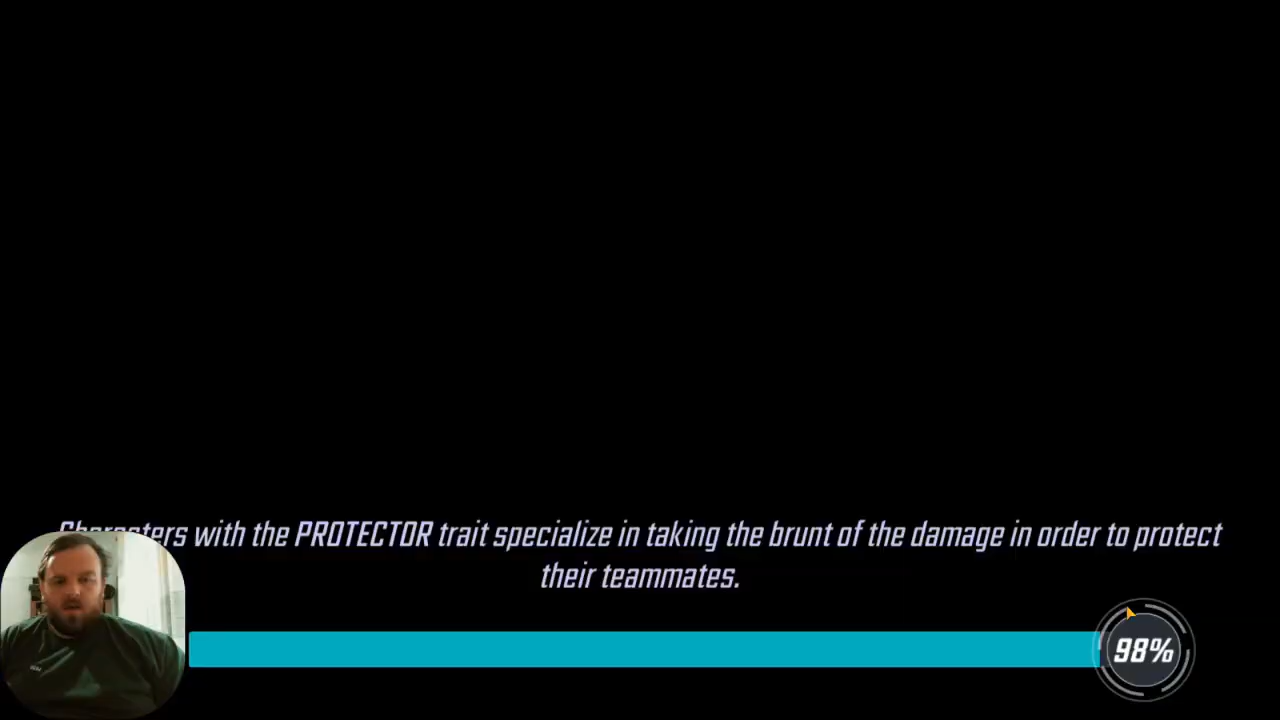 Characters with the PROTECTOR trait specialize in taking the brunt of the damage in order to protect
their teammates.
98%